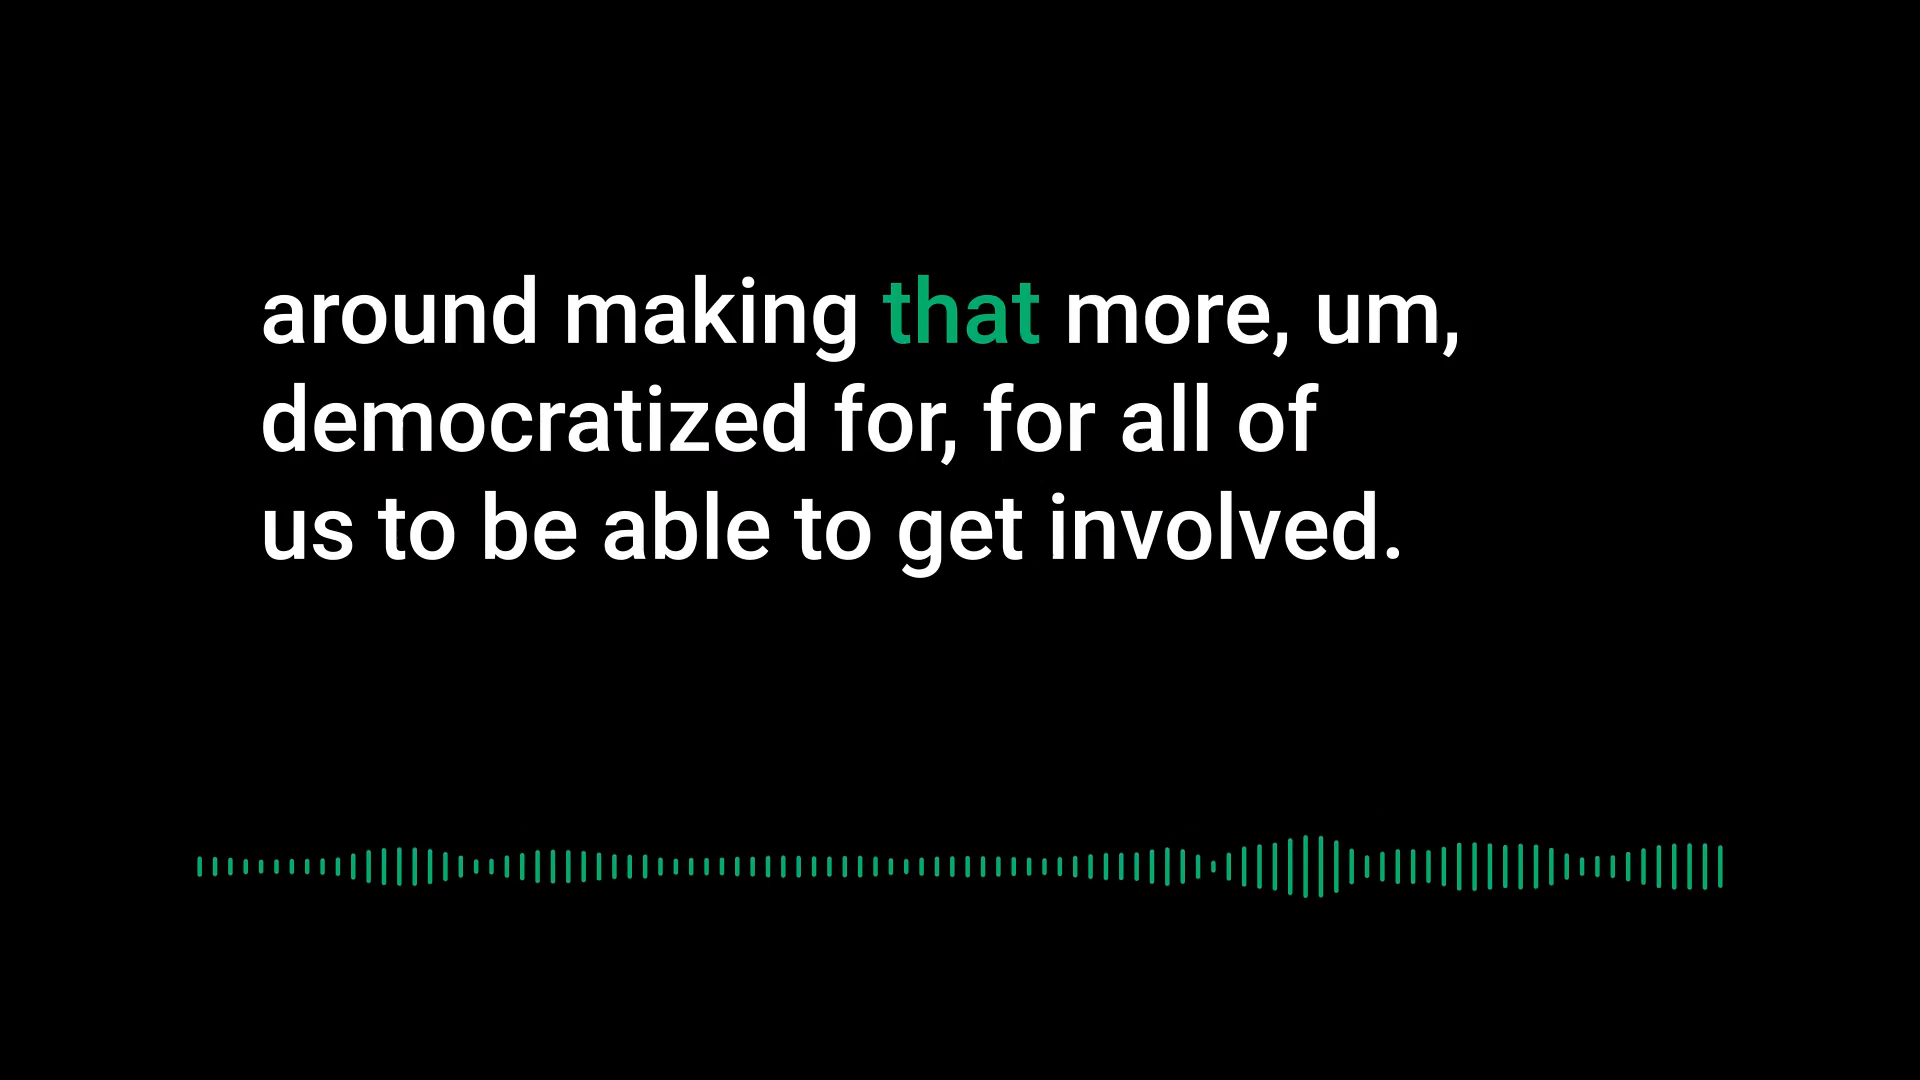 around making that more, um,
democratized for, for all of
us to be able to get involved.